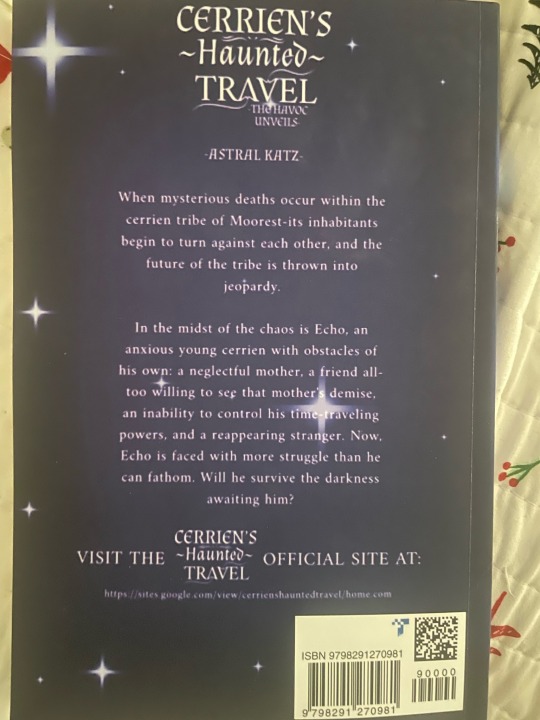 CERRIEN'S
~Haunted~
TRAVEL
THE HAVOC
UNVEILS
-ASTRAL KATZ-
When mysterious deaths occur within the
cerrien tribe of Moorest-its inhabitants
begin to turn against each other, and the
future of the tribe is thrown into
jeopardy.
In the midst of the chaos is Echo, an
anxious young cerrien with obstacles of
his own: a neglectful mother, a friend all-
too willing to see that mother's demise,
an inability to control his time-traveling
powers, and a reappearing stranger. Now,
Echo is faced with more struggle than he
can fathom. Will he survive the darkness
awaiting him?
CERRIEN'S
VISIT THE ~Haunted~ OFFICIAL SITE AT:
TRAVEL
https://sites.google.com/view/cerrienshauntedtravel/home.com
ISBN 9798291270981
90000
9 798291 270981